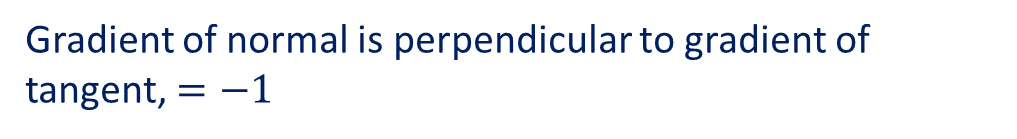 Gradient of normal is perpendicular to gradient of
tangent, = −1